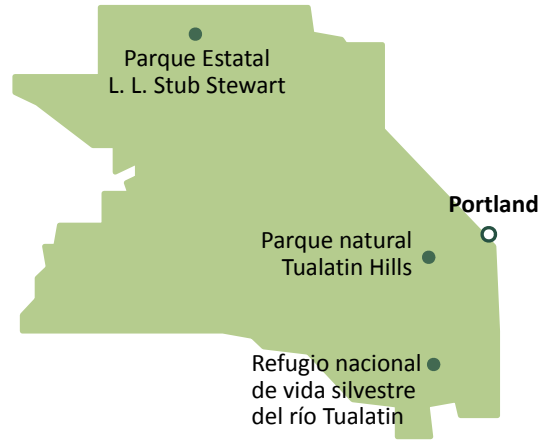 Parque Estatal
L. L. Stub Stewart
Portland
Parque natural
Tualatin Hills
Refugio nacional
de vida silvestre
del río Tualatin